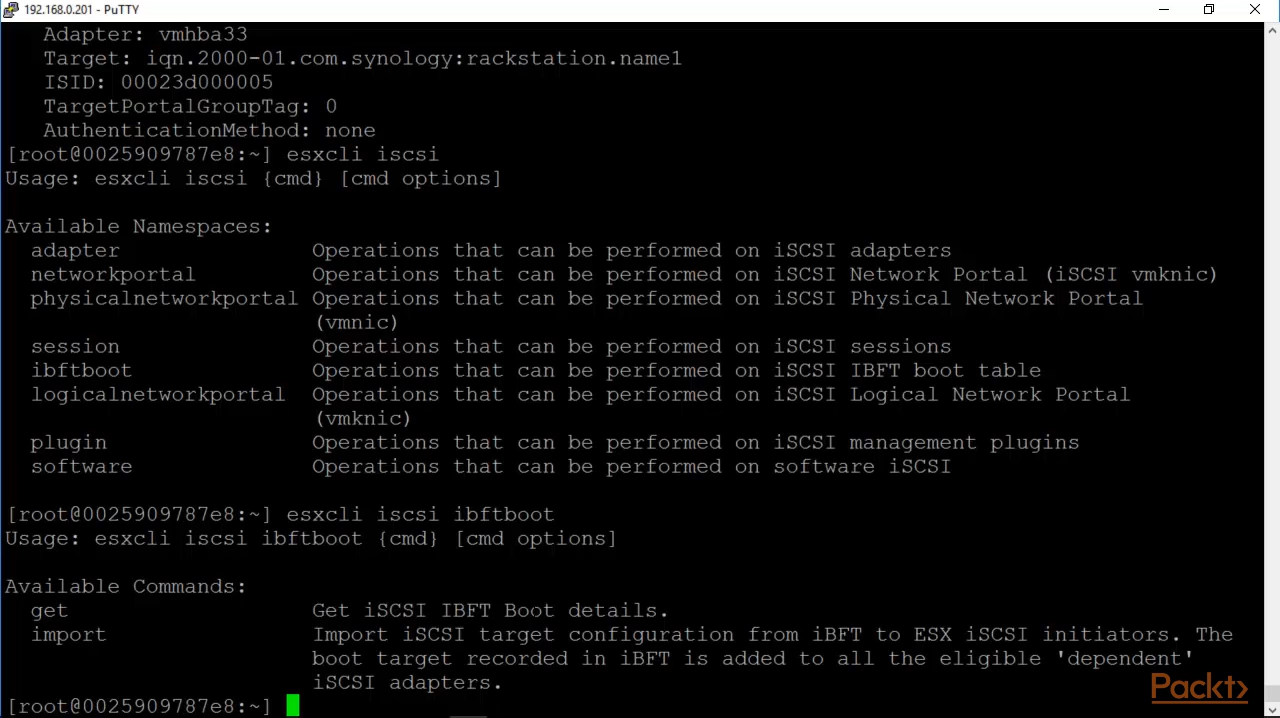 192.168.0.201 - PuTTY
Adapter: vmhba33
Target: iqn.2000-01.com.synology:rackstation.name1
ISID: 00023d000005
TargetPortalGroupTag: 0
AuthenticationMethod: none
[root@0025909787e8:~] esxcli iscsi
Usage: esxcli iscsi {cmd} [cmd options]
Available Namespaces:
adapter Operations that can be performed on iSCSI adapters
networkportal Operations that can be performed on iSCSI Network Portal (iSCSI vmknic)
physicalnetworkportal Operations that can be performed on iSCSI Physical Network Portal
(vmnic)
session Operations that can be performed on iSCSI sessions
ibftboot Operations that can be performed on iSCSI IBFT boot table
logicalnetworkportal Operations that can be performed on iSCSI Logical Network Portal
(vmknic)
plugin Operations that can be performed on iSCSI management plugins
software Operations that can be performed on software iSCSI
[root@0025909787e8:~] esxcli iscsi ibftboot
Usage: esxcli iscsi ibftboot {cmd} [cmd options]
Available Commands:
get Get iSCSI IBFT Boot details.
import Import iSCSI target configuration from iBFT to ESX iSCSI initiators. The
boot target recorded in iBFT is added to all the eligible 'dependent'
iSCSI adapters.
[root@0025909787e8:~]
Packt>